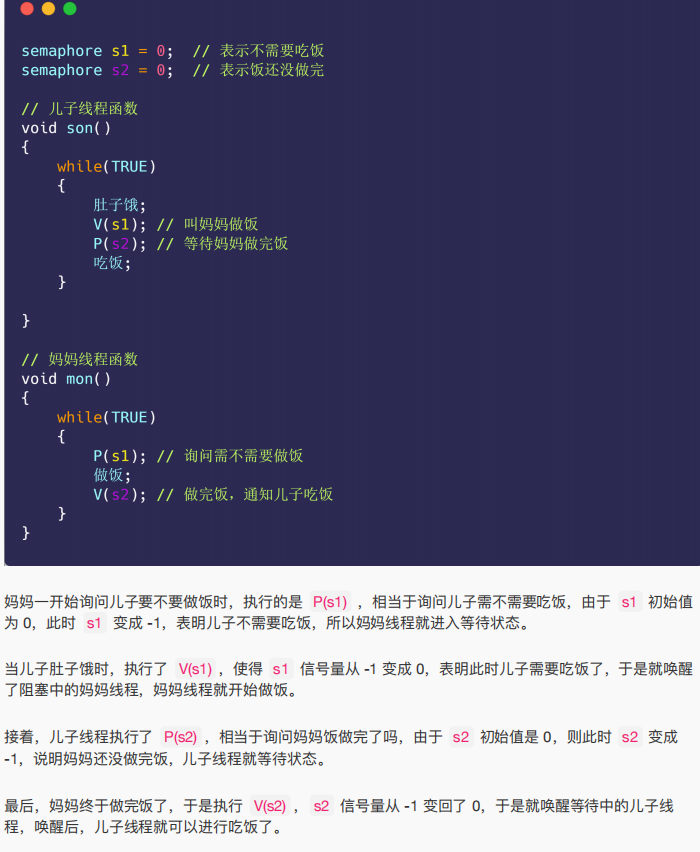 semaphore s1 = 0;  // 表示不需要吃饭
semaphore s2 = 0;  // 表示饭还没做完
// 儿子线程函数
void son()
{
while(TRUE)
{
肚子饿;
V(s1); // 叫妈妈做饭
P(s2); // 等待妈妈做完饭
吃饭;
}
}
// 妈妈线程函数
void mon()
{
while(TRUE)
{
P(s1); // 询问需不需要做饭
做饭;
V(s2); // 做完饭，通知儿子吃饭
}
}
妈妈一开始询问儿子要不要做饭时，执行的是 P(s1) ，相当于询问儿子需不需要吃饭，由于 s1 初始值
为 0，此时 s1 变成 -1，表明儿子不需要吃饭，所以妈妈线程就进入等待状态。
当儿子肚子饿时，执行了 V(s1) ，使得 s1 信号量从 -1 变成 0，表明此时儿子需要吃饭了，于是就唤醒
了阻塞中的妈妈线程，妈妈线程就开始做饭。
接着，儿子线程执行了 P(s2) ，相当于询问妈妈饭做完了吗，由于 s2 初始值是 0，则此时 s2 变成
-1，说明妈妈还没做完饭，儿子线程就等待状态。
最后，妈妈终于做完饭了，于是执行 V(s2) ， s2 信号量从 -1 变回了 0，于是就唤醒等待中的儿子线
程，唤醒后，儿子线程就可以进行吃饭了。